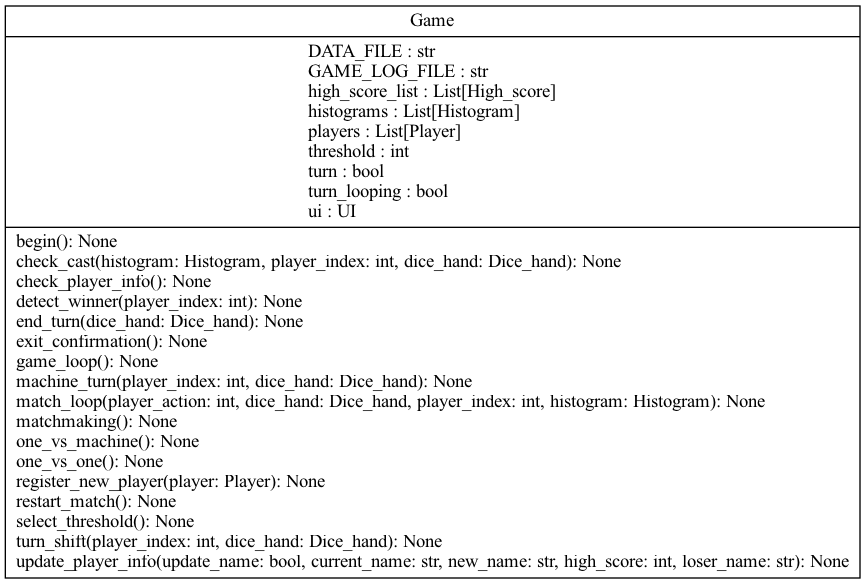 Game
DATA_FILE : str
GAME_LOG_FILE : str
high_score_list : List[High_score]
histograms : List[Histogram]
players : List[Player]
threshold : int
turn : bool
turn_looping : bool
ui : UI
begin(): None
check_cast(histogram: Histogram, player_index: int, dice_hand: Dice_hand): None
check_player_info(): None
detect_winner(player_index: int): None
end_turn(dice_hand: Dice_hand): None
exit_confirmation(): None
game_loop(): None
machine_turn(player_index: int, dice_hand: Dice_hand): None
match_loop(player_action: int, dice_hand: Dice_hand, player_index: int, histogram: Histogram): None
matchmaking(): None
one_vs_machine(): None
one_vs_one(): None
register_new_player(player: Player): None
restart_match(): None
select_threshold(): None
turn_shift(player_index: int, dice_hand: Dice_hand): None
update_player_info(update_name: bool, current_name: str, new_name: str, high_score: int, loser_name: str): None